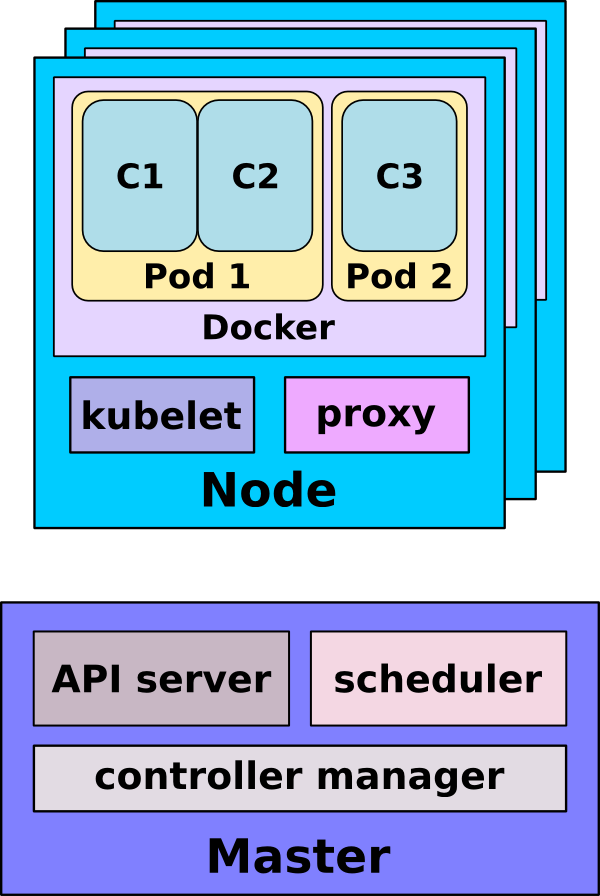 C1 C2 C3
Pod 1 Pod 2
Docker
kubelet proxy
Node
API server scheduler
controller manager
Master